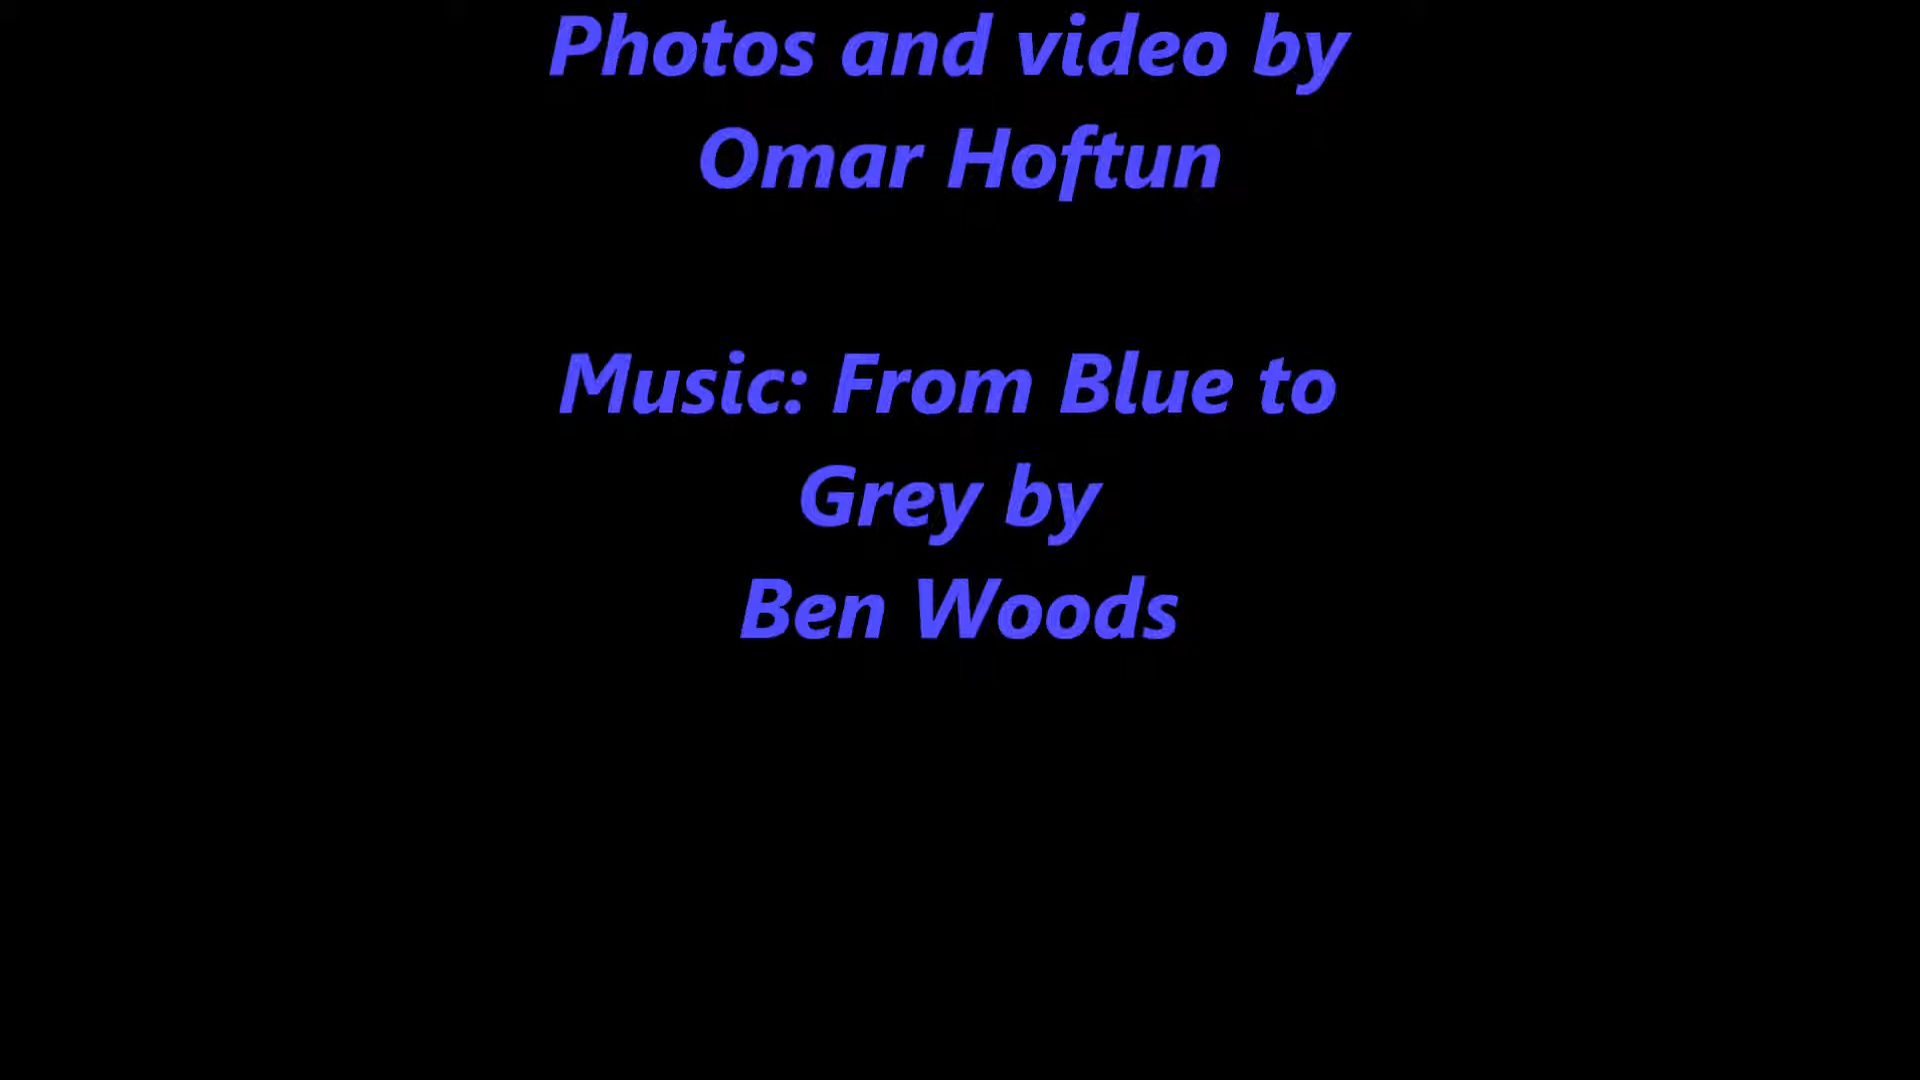 Photos and video by
Omar Hoftun
Music: From Blue to
Grey by
Ben Woods